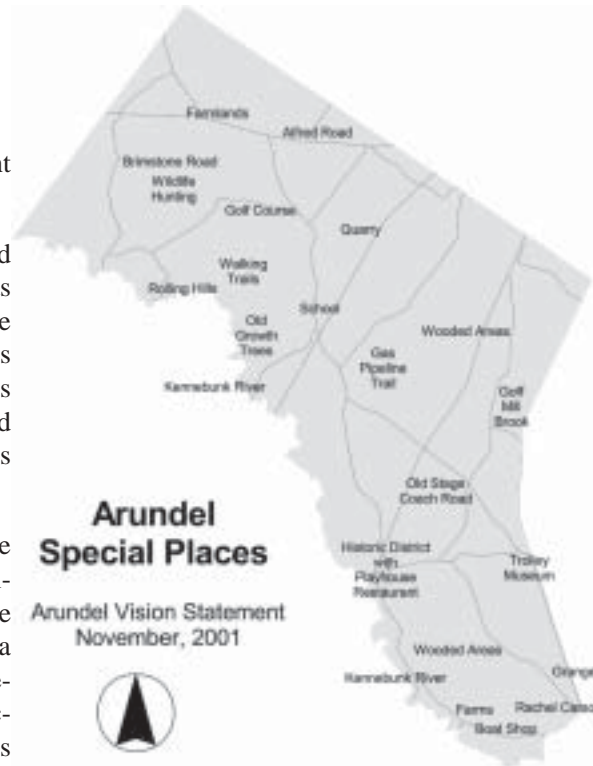 Farmlands
Alfred Road
Brimstone Road
Wildlife
Hunting
Golf Course
Quarry
Walking
Trails
Rolling Hills
School
Old
Growth
Trees
Wooded Areas
Gas
Pipeline
Trail
Kennebunk River
Goff
Mill
Brook
Old Stage
Coach Road
Arundel
Special Places
Historic District
with
Playhouse
Restaurant
Trolley
Museum
Arundel Vision Statement
November, 2001
Wooded Areas
Grange
Kennebunk River
Farms
Rachel
Boat Shop